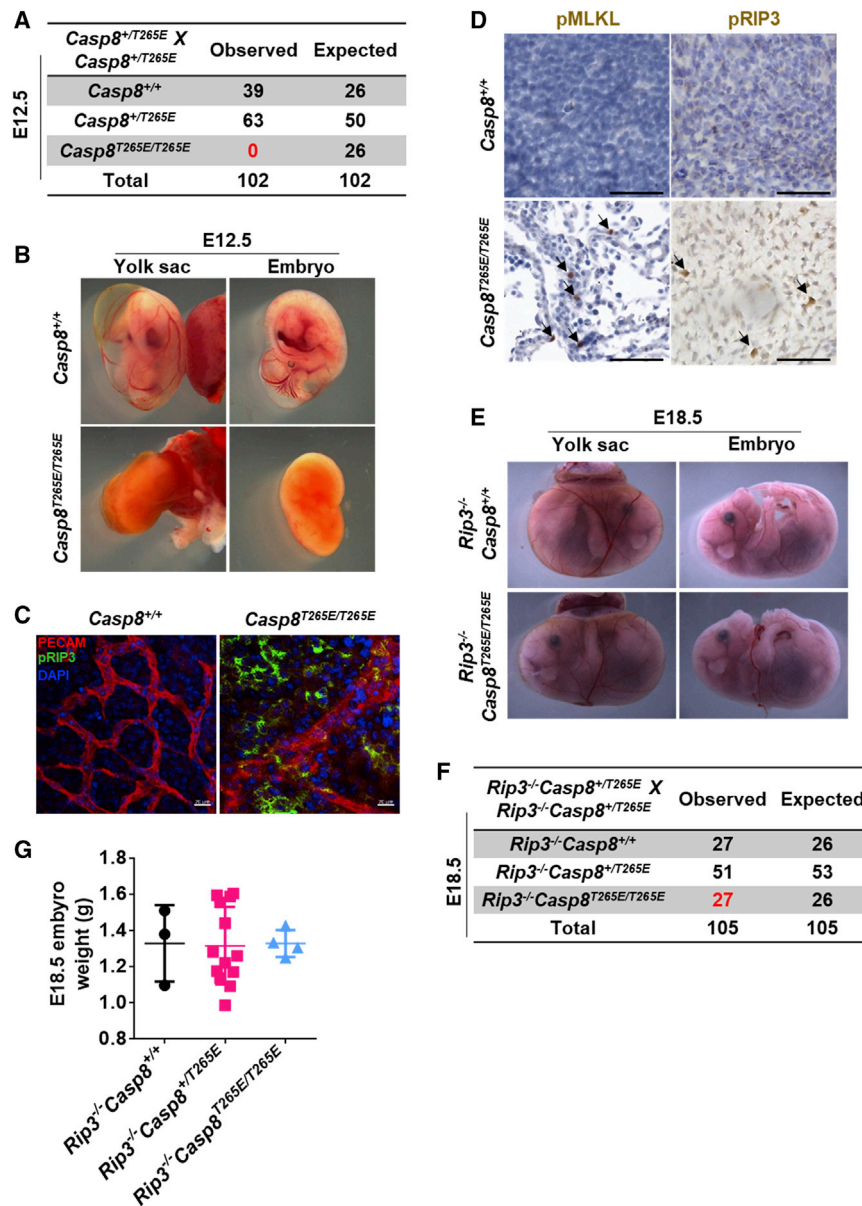 A
Casp8+/T265E X
Casp8+/T265E
Observed
Expected
E12.5
Casp8+/+ 39 26
Casp8+/T265E 63 50
Casp8T265E/T265E 0 26
Total 102 102
B
E12.5
Yolk sac Embryo
Casp8+/+
Casp8T265E/T265E
C
Casp8+/+ Casp8T265E/T265E
PECAM
pRIP3
DAPI
D
pMLKL pRIP3
Casp8+/+
Casp8T265E/T265E
E
E18.5
Yolk sac Embryo
Rip3-/-
Casp8+/+
Rip3-/-
Casp8T265E/T265E
F
Rip3-/-Casp8+/T265E X
Rip3-/-Casp8+/T265E
Observed Expected
E18.5
Rip3-/-Casp8+/+ 27 26
Rip3-/-Casp8+/T265E 51 53
Rip3-/-Casp8T265E/T265E 27 26
Total 105 105
G
E18.5 embyro
weight (g)
1.8
1.6
1.4
1.2
1.0
0.8
Rip3-/-Casp8+/+
Rip3-/-Casp8+/T265E
Rip3-/-Casp8T265E/T265E